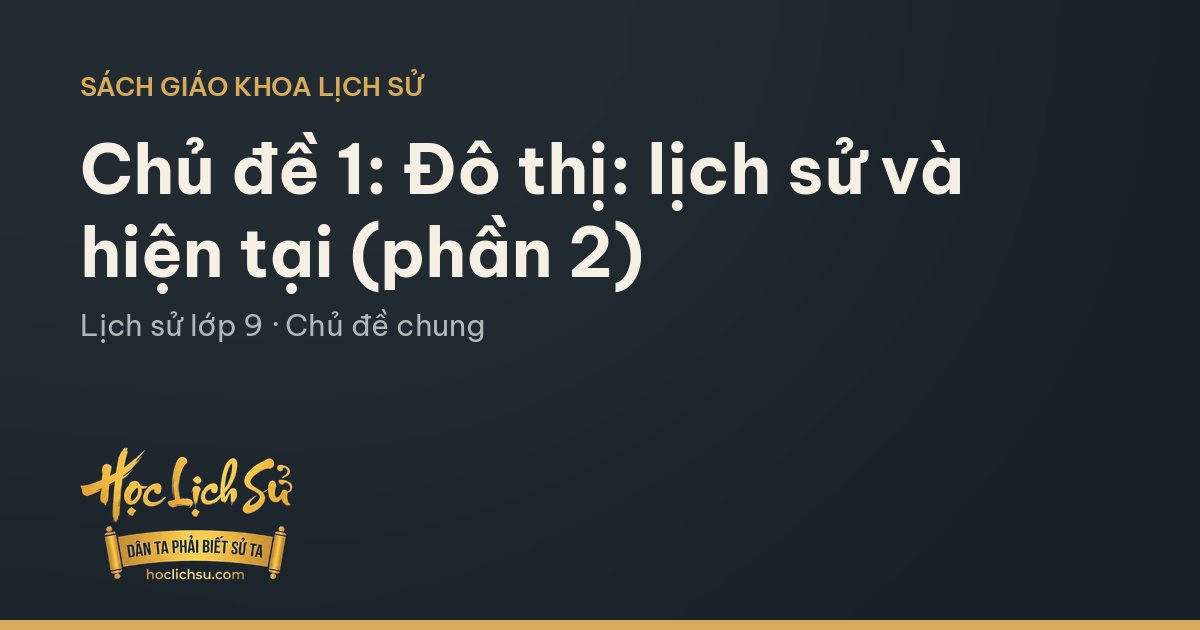 SÁCH GIÁO KHOA LỊCH SỬ
Chủ đề 1: Đô thị: lịch sử và
hiện tại (phần 2)
Lịch sử lớp 9 · Chủ đề chung
Học Lịch Sử
DÂN TA PHẢI BIẾT SỬ TA
hoclichsu.com